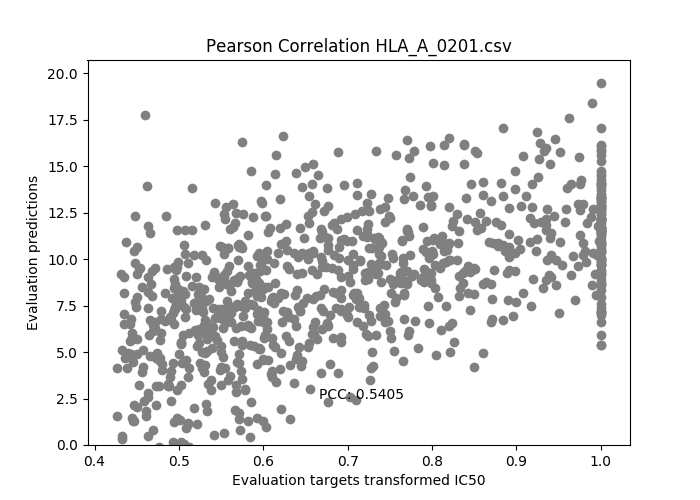 Pearson Correlation HLA_A_0201.csv
20.0
17.5
15.0
12.5
10.0
7.5
5.0
2.5
0.0
Evaluation predictions
PCC: 0.5405
0.4 0.5 0.6 0.7 0.8 0.9 1.0
Evaluation targets transformed IC50